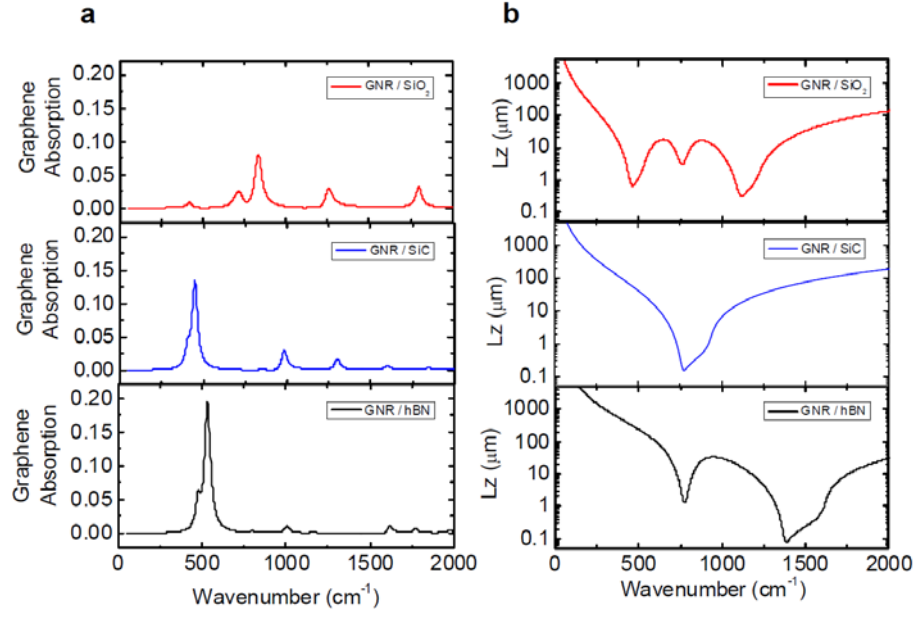 a
0.20
0.15
0.10
0.05
0.00
Graphene
Absorption
GNR / SiO₂
0.20
0.15
0.10
0.05
0.00
Graphene
Absorption
GNR / SiC
0.20
0.15
0.10
0.05
0.00
Graphene
Absorption
GNR / hBN
0 500 1000 1500 2000
Wavenumber (cm⁻¹)
b
1000
100
10
1
0.1
Lz (μm)
GNR / SiO₂
1000
100
10
1
0.1
Lz (μm)
GNR / SiC
1000
100
10
1
0.1
Lz (μm)
GNR / hBN
0 500 1000 1500 2000
Wavenumber (cm⁻¹)